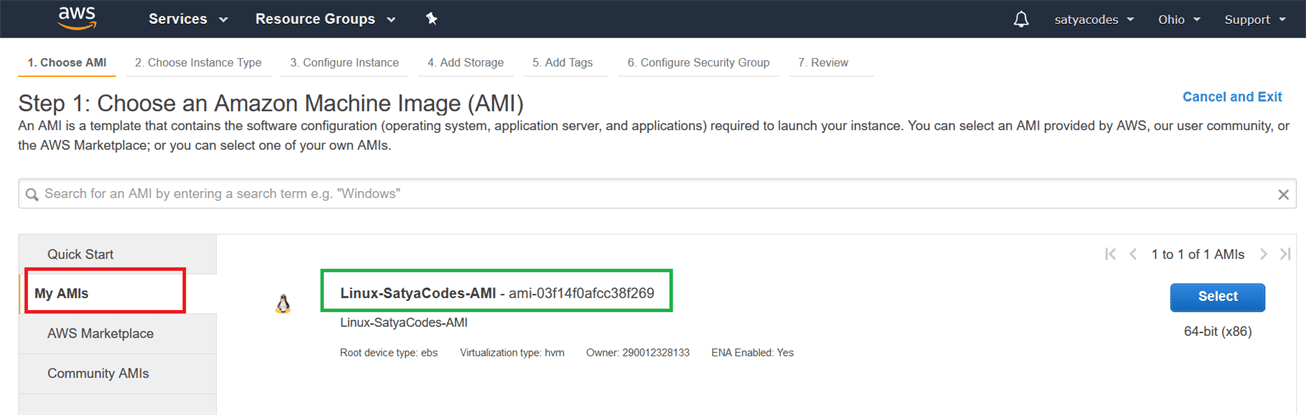 aws Services Resource Groups satyacodes Ohio Support
1. Choose AMI 2. Choose Instance Type 3. Configure Instance 4. Add Storage 5. Add Tags 6. Configure Security Group 7. Review
Step 1: Choose an Amazon Machine Image (AMI)
Cancel and Exit
An AMI is a template that contains the software configuration (operating system, application server, and applications) required to launch your instance. You can select an AMI provided by AWS, our user community, or
the AWS Marketplace; or you can select one of your own AMIs.
Search for an AMI by entering a search term e.g. "Windows"
Quick Start
My AMIs
AWS Marketplace
Community AMIs
1 to 1 of 1 AMIs
Linux-SatyaCodes-AMI - ami-03f14f0afcc38f269
Select
Linux-SatyaCodes-AMI
64-bit (x86)
Root device type: ebs Virtualization type: hvm Owner: 290012328133 ENA Enabled: Yes